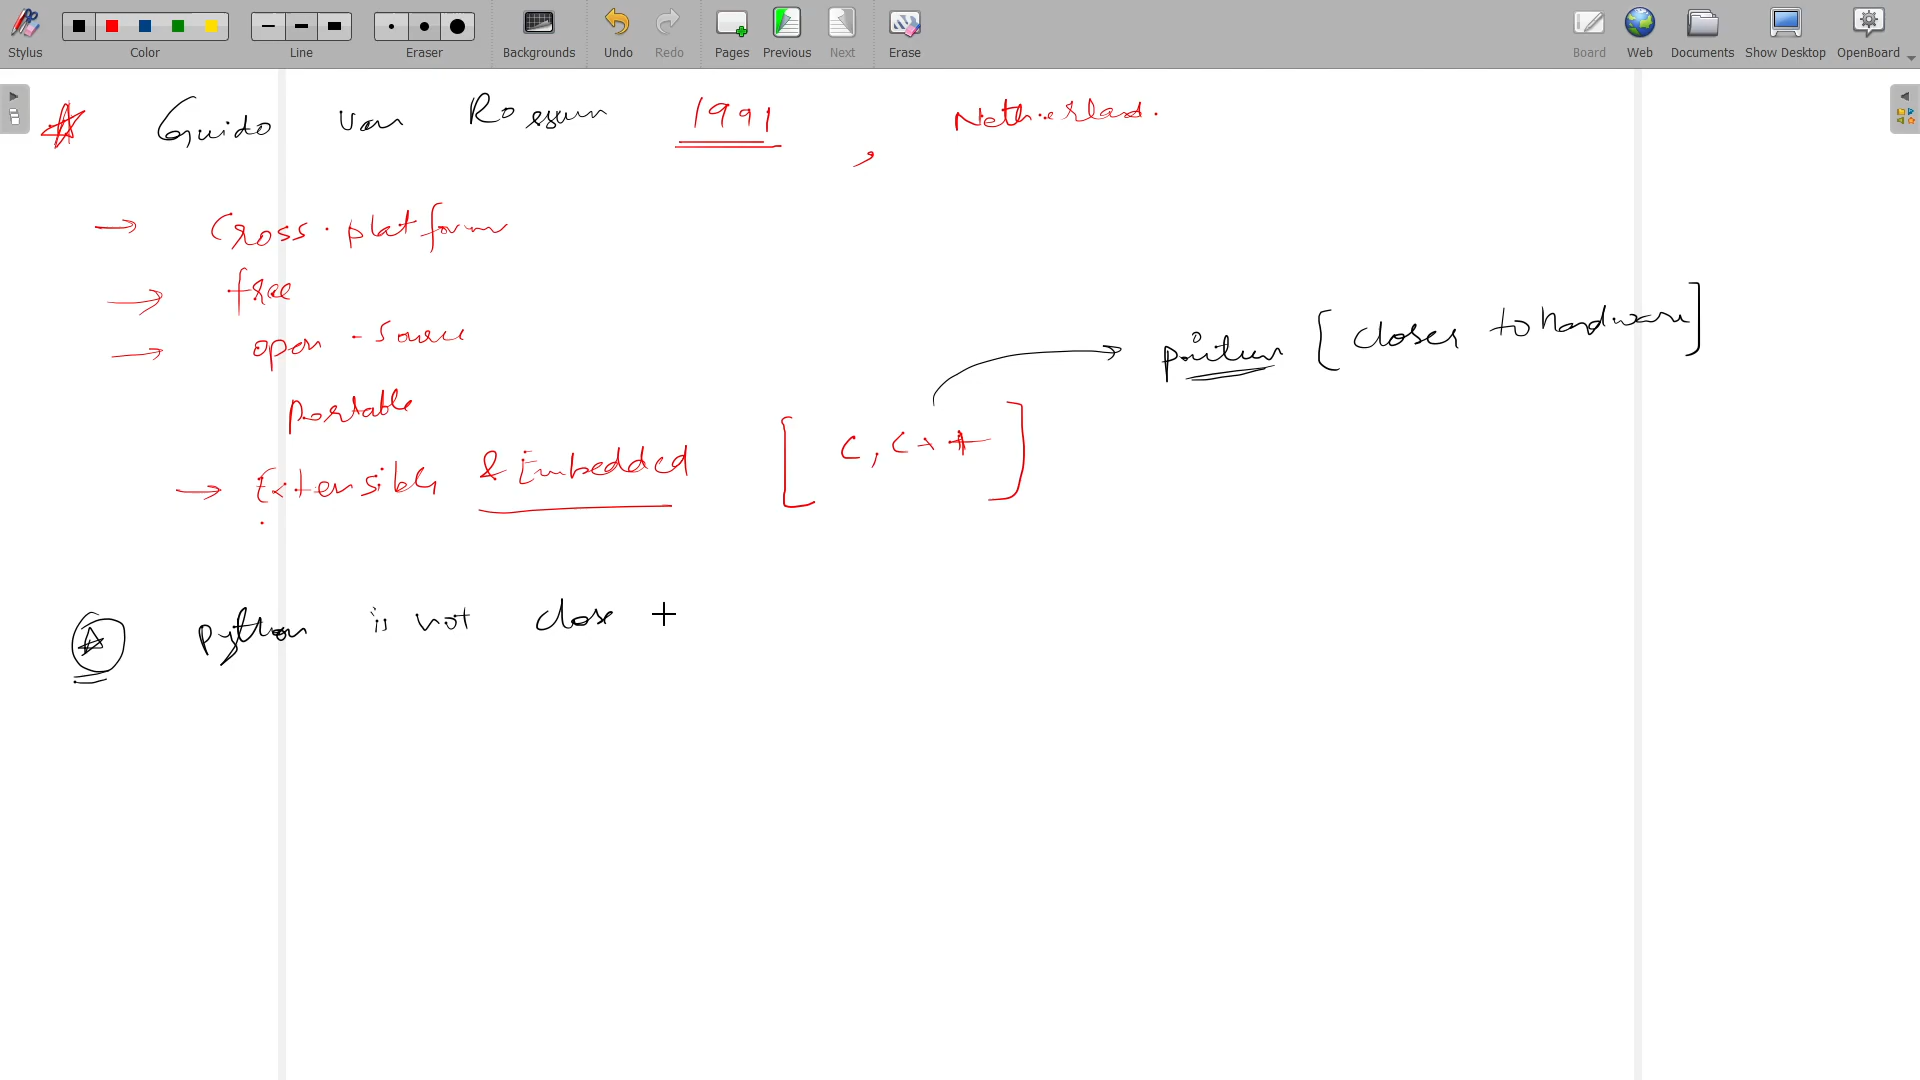 Stylus Color Line Eraser Backgrounds Undo Redo Pages Previous Next Erase Board Web Documents Show Desktop OpenBoard
Guido van Rossum 1991, Netherland.
→ Cross-platform
→ free
→ open-source
Portable
→ Extensible & Embedded [C, C++]
pointers [closer to hardware]
python is not close t